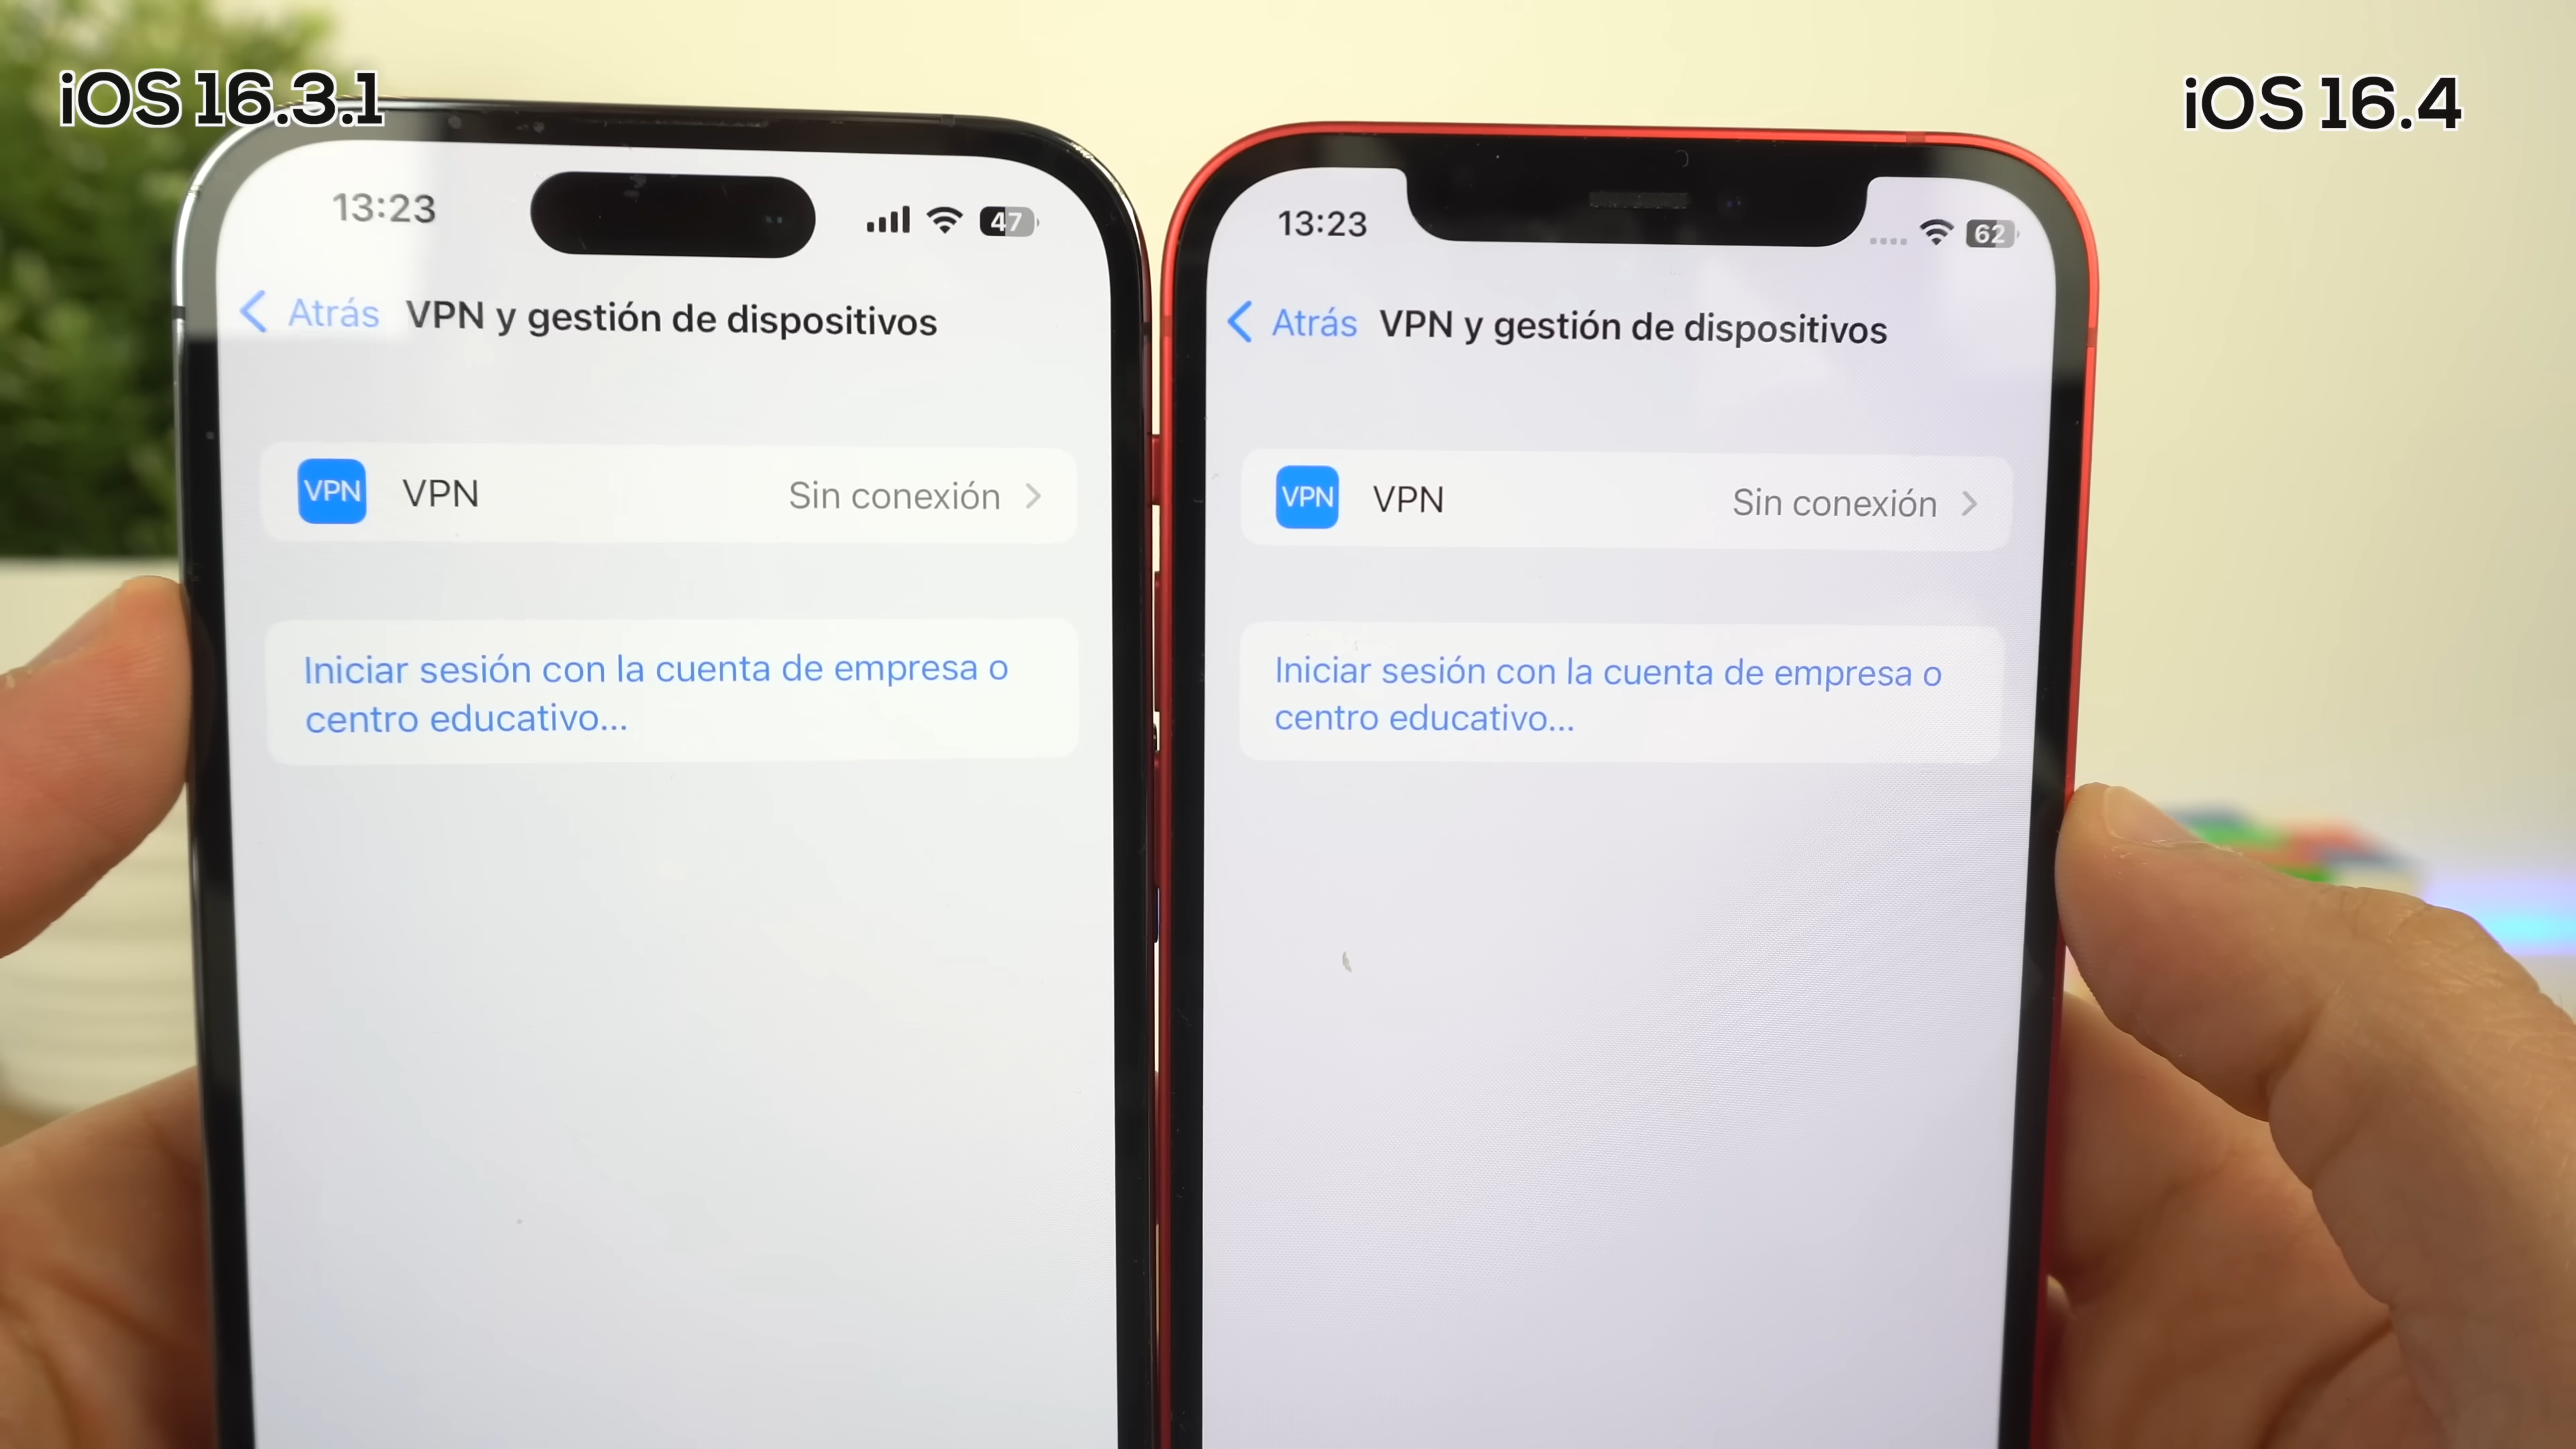 iOS 16.3.1
iOS 16.4
13:23
47
Atrás
VPN y gestión de dispositivos
VPN
VPN
Sin conexión
Iniciar sesión con la cuenta de empresa o
centro educativo...
13:23
62
Atrás
VPN y gestión de dispositivos
VPN
VPN
Sin conexión
Iniciar sesión con la cuenta de empresa o
centro educativo...